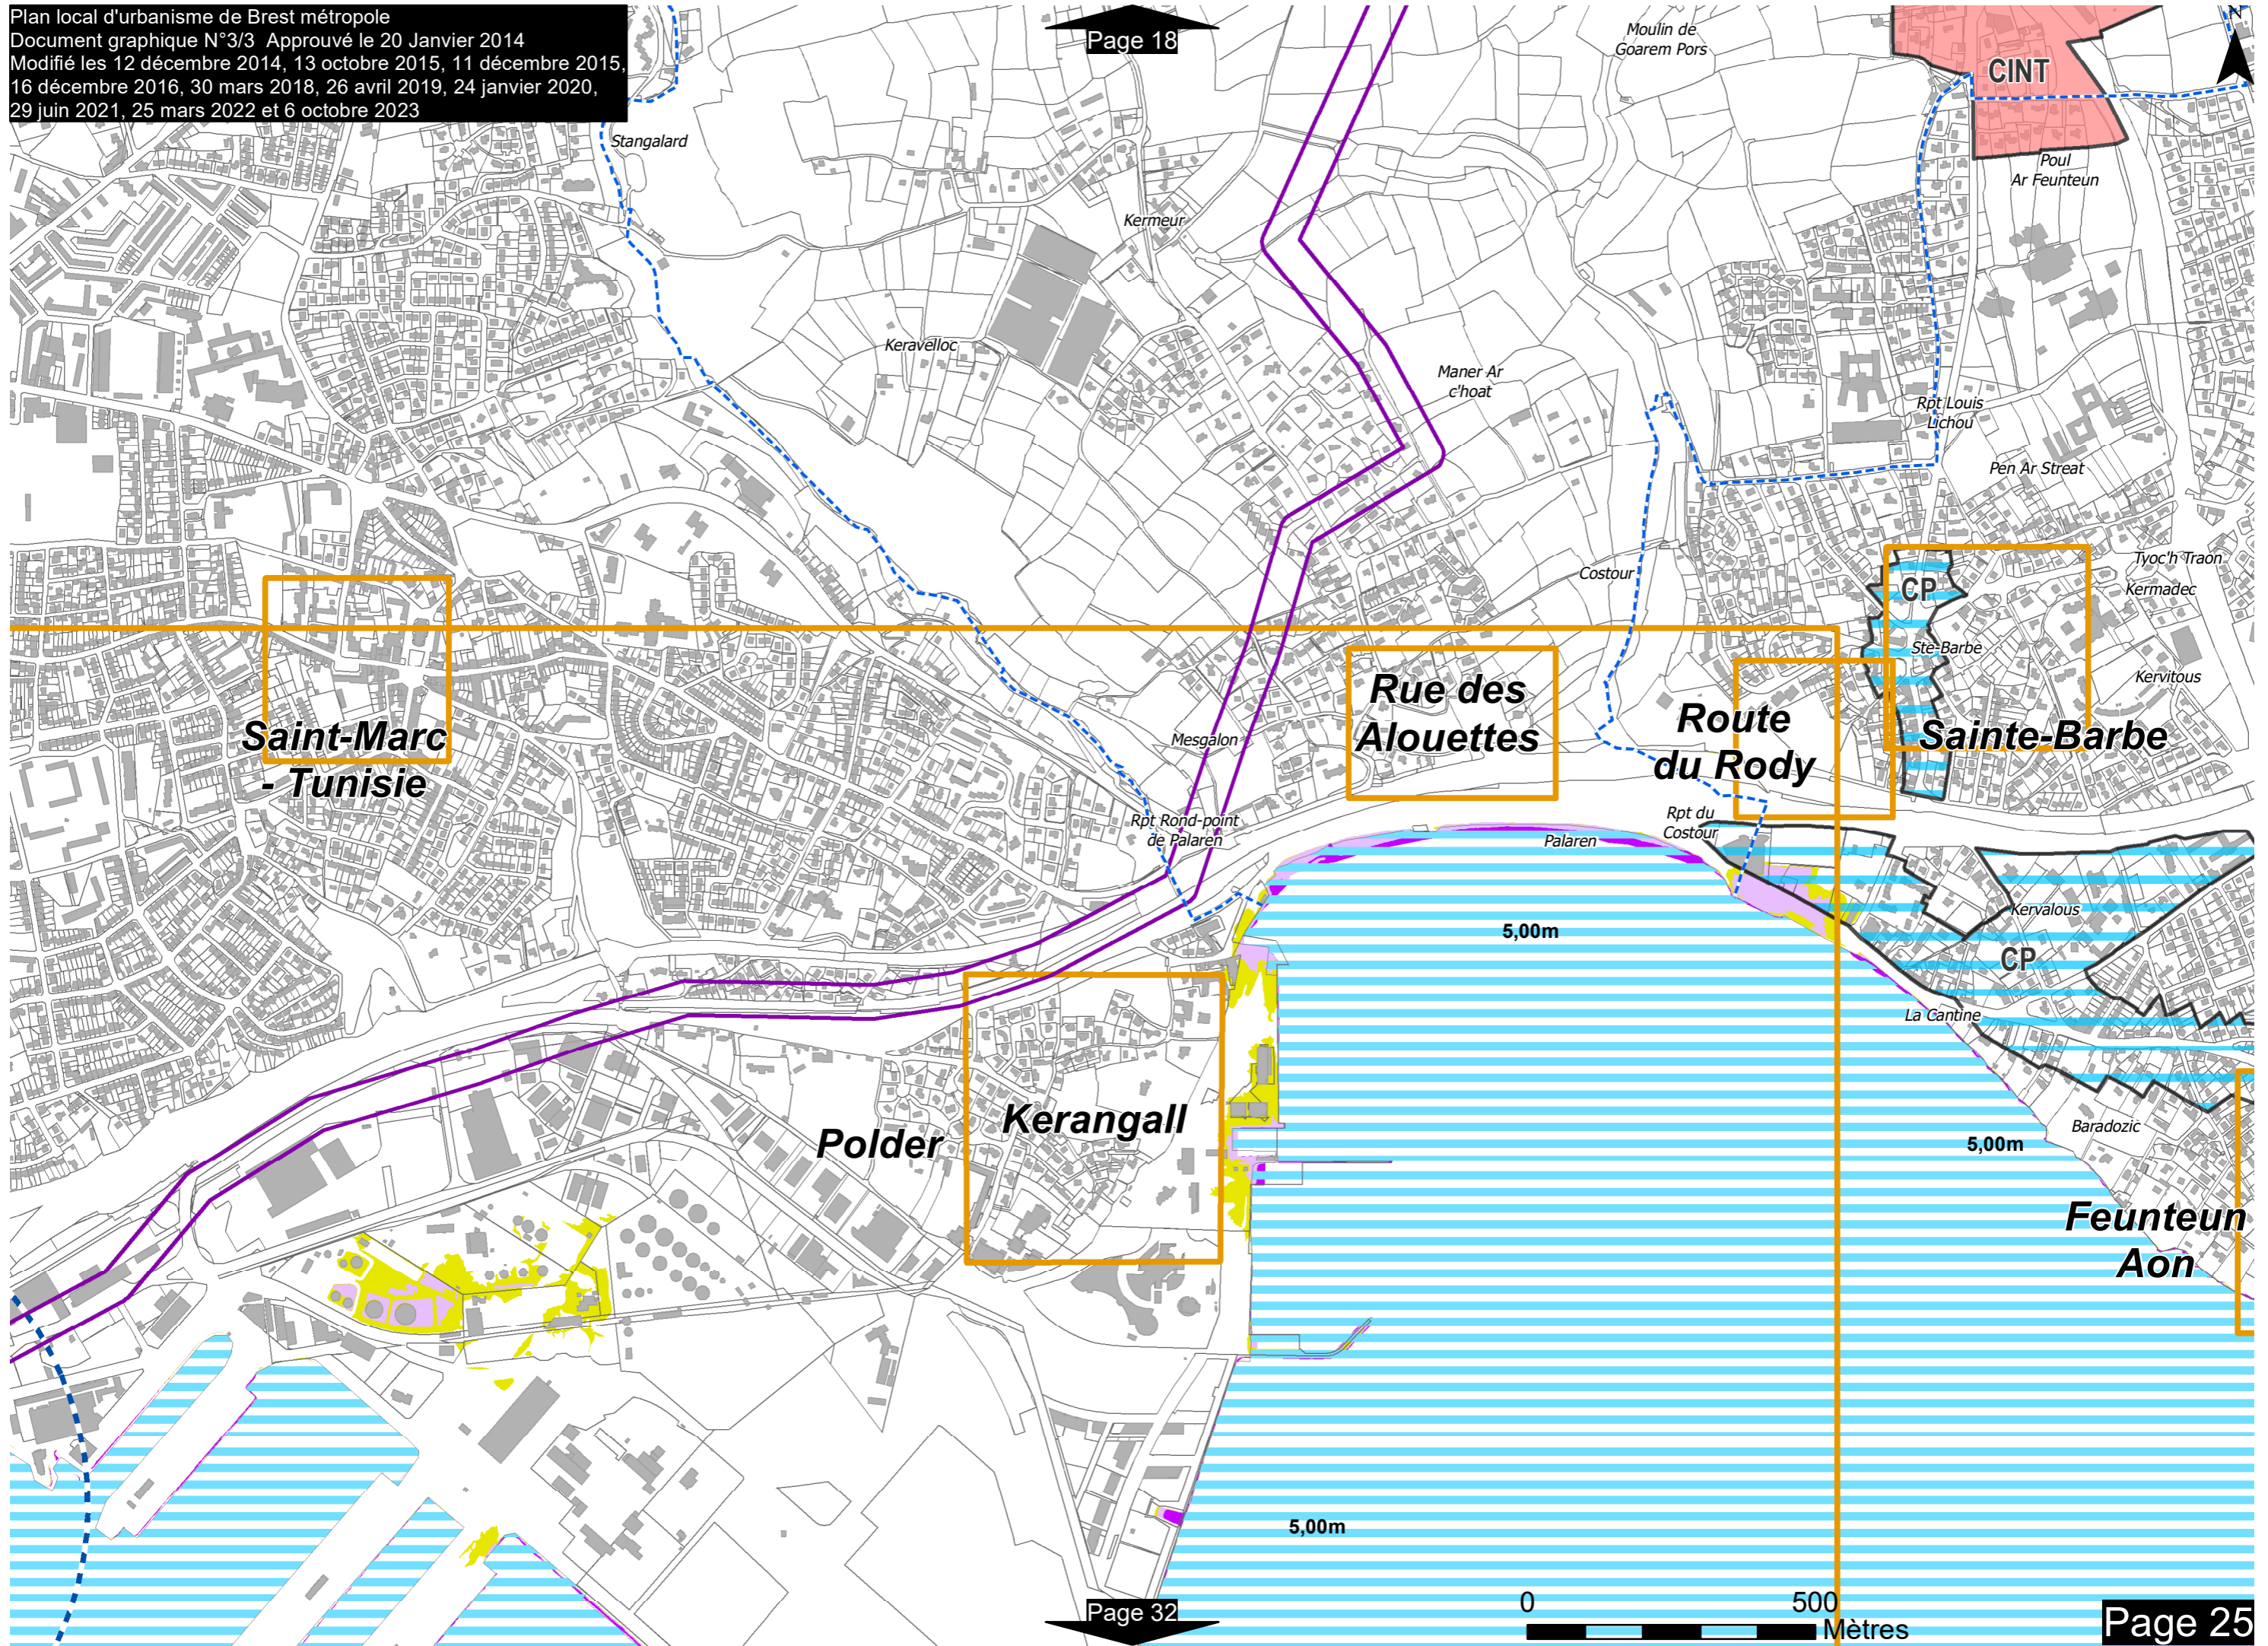 Plan local d'urbanisme de Brest métropole
Document graphique N°3/3 Approuvé le 20 Janvier 2014
Modifié les 12 décembre 2014, 13 octobre 2015, 11 décembre 2015,
16 décembre 2016, 30 mars 2018, 26 avril 2019, 24 janvier 2020,
29 juin 2021, 25 mars 2022 et 6 octobre 2023
Page 18
N
Moulin de
Goarem Pors
CINT
Stangalard
Poul
Ar Feunteun
Kermeur
Keravelloc
Maner Ar
c'hoat
Rpt Louis
Lichou
Pen Ar Streat
Tyoc'h Traon
Costour
CP
Kermadec
Ste-Barbe
Kervitous
Rue des
Alouettes
Route
du Rody
Sainte-Barbe
Saint-Marc
- Tunisie
Mesgalon
Rpt Rond-point
de Palaren
Rpt du
Costour
Palaren
Kervalous
5,00m
CP
La Cantine
Kerangall
Polder
Baradozic
5,00m
Feunteun
Aon
5,00m
Page 32
0 500
Mètres
Page 25